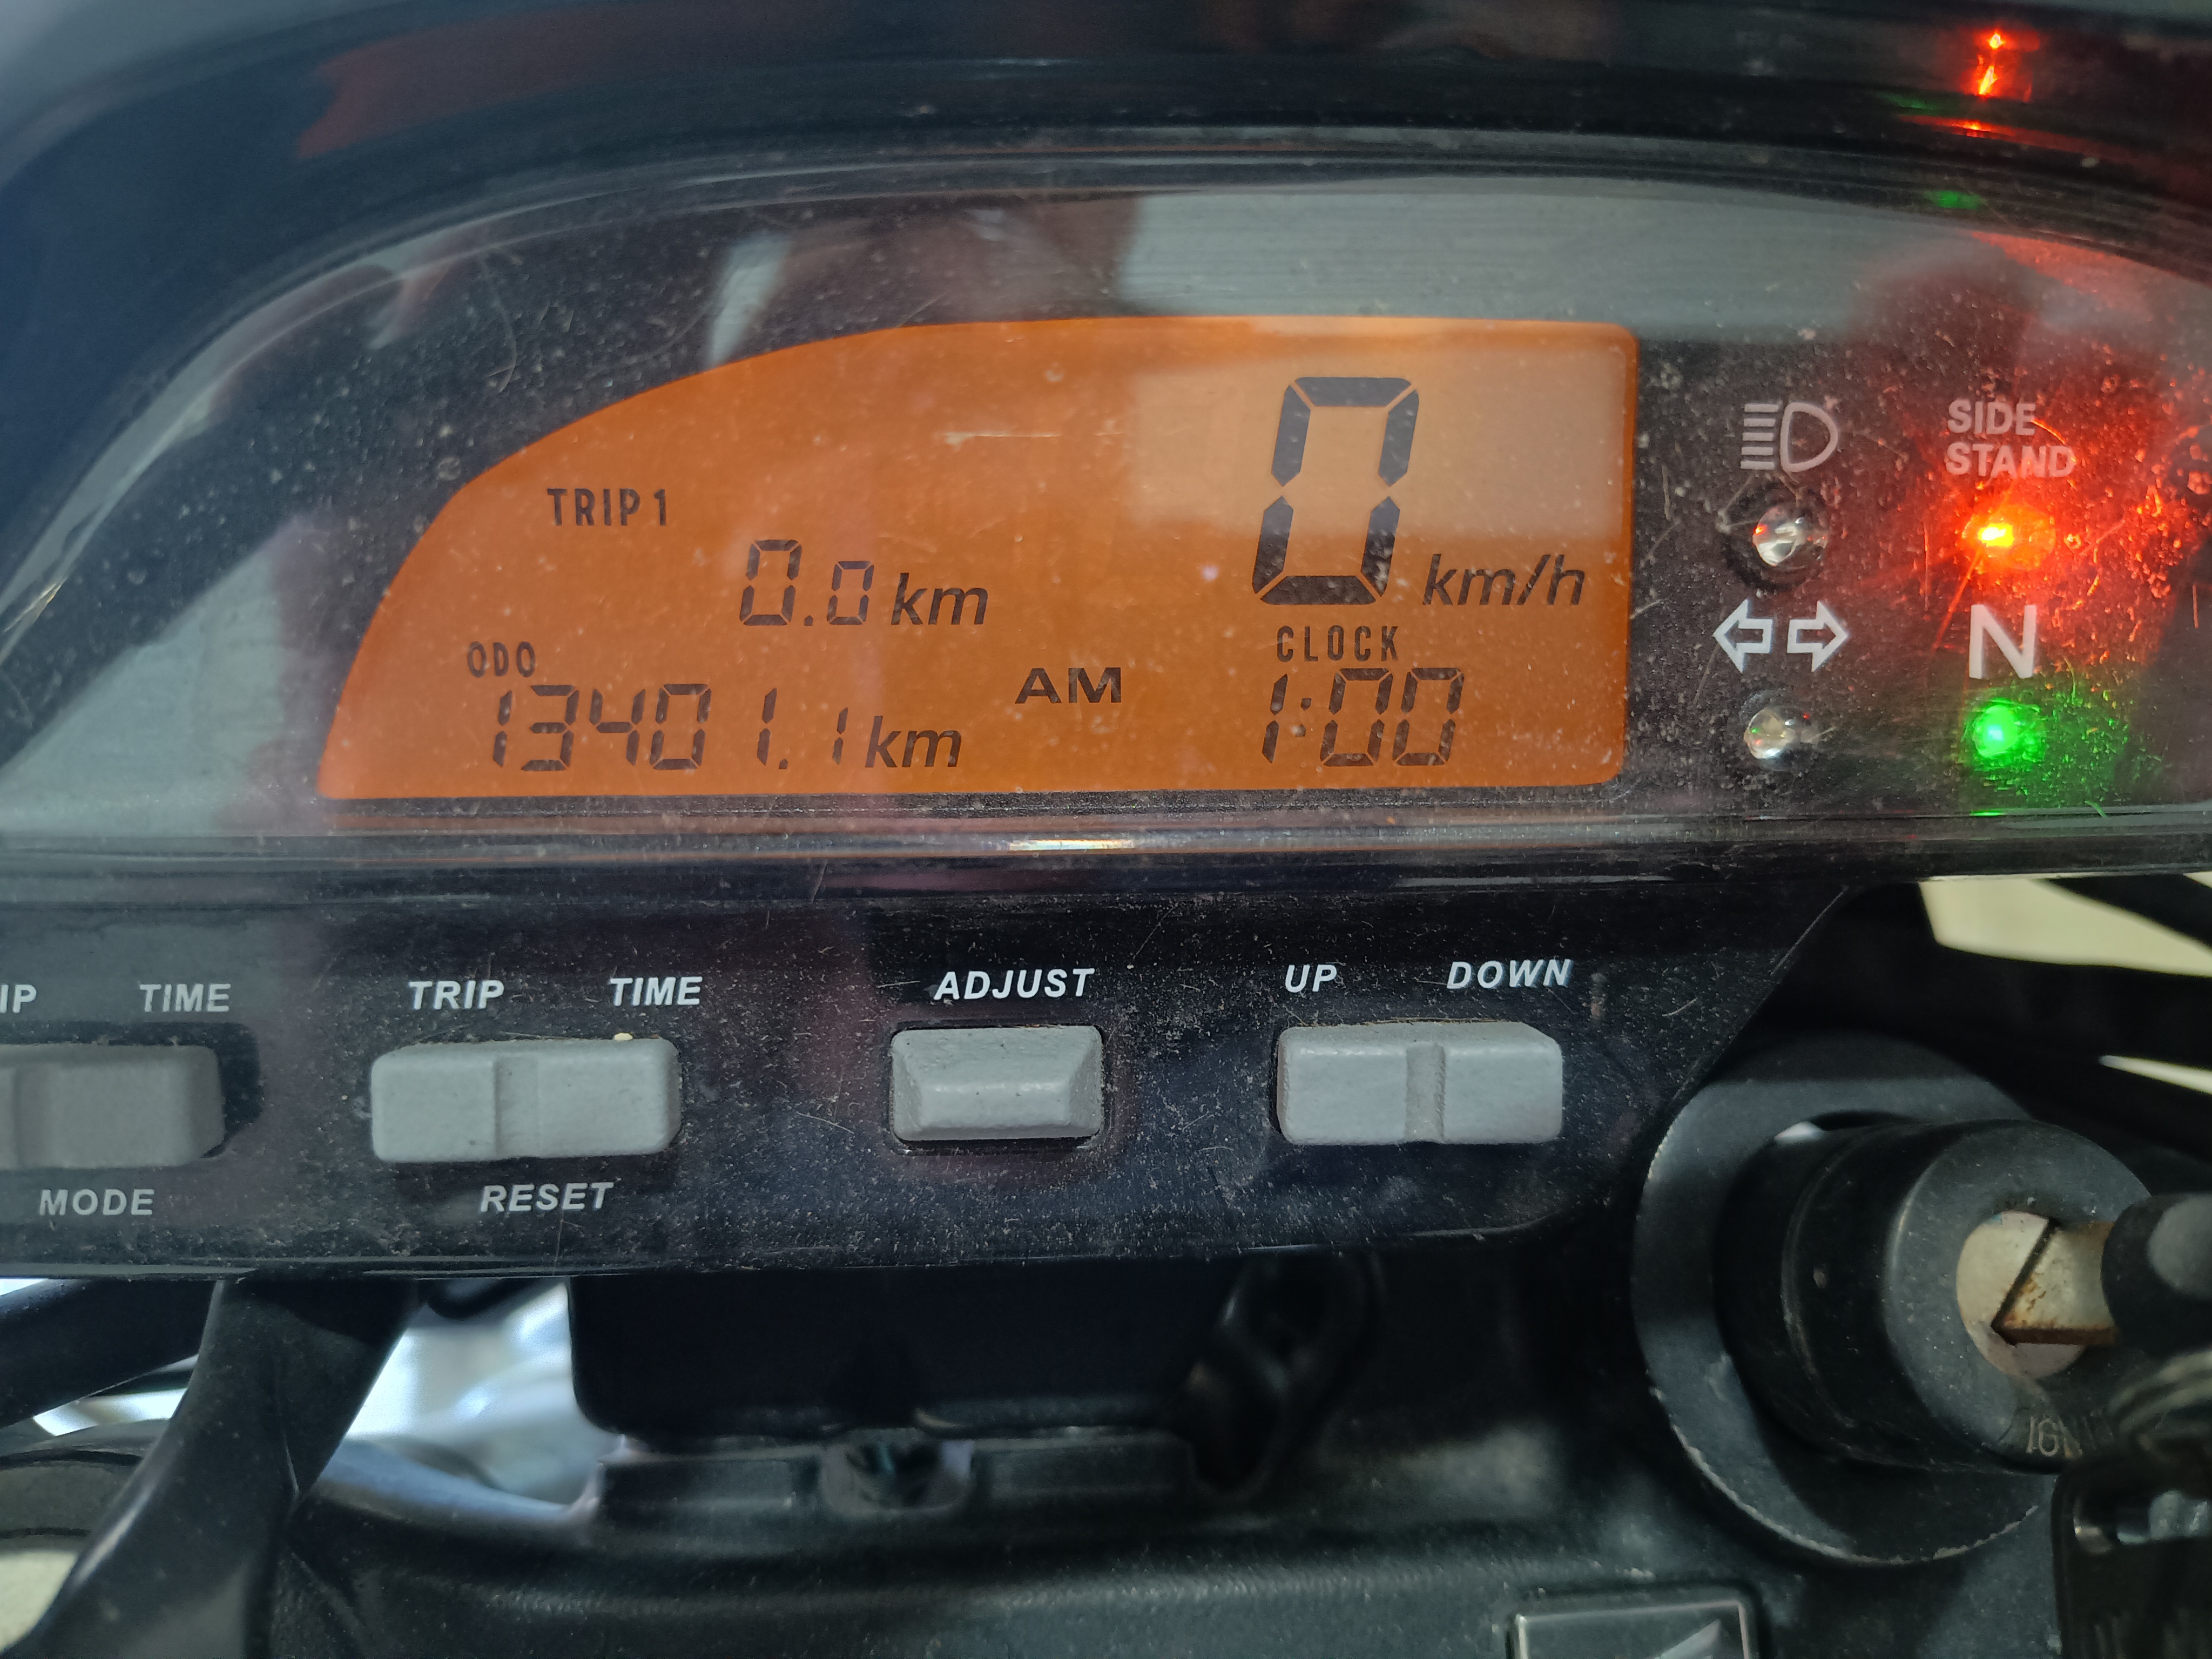 TRIP 1
0 km/h
0.0 km
SIDE
STAND
N
ODO
13401.1 km
AM
CLOCK
1:00
TIME
MODE
TRIP TIME
RESET
ADJUST
UP DOWN